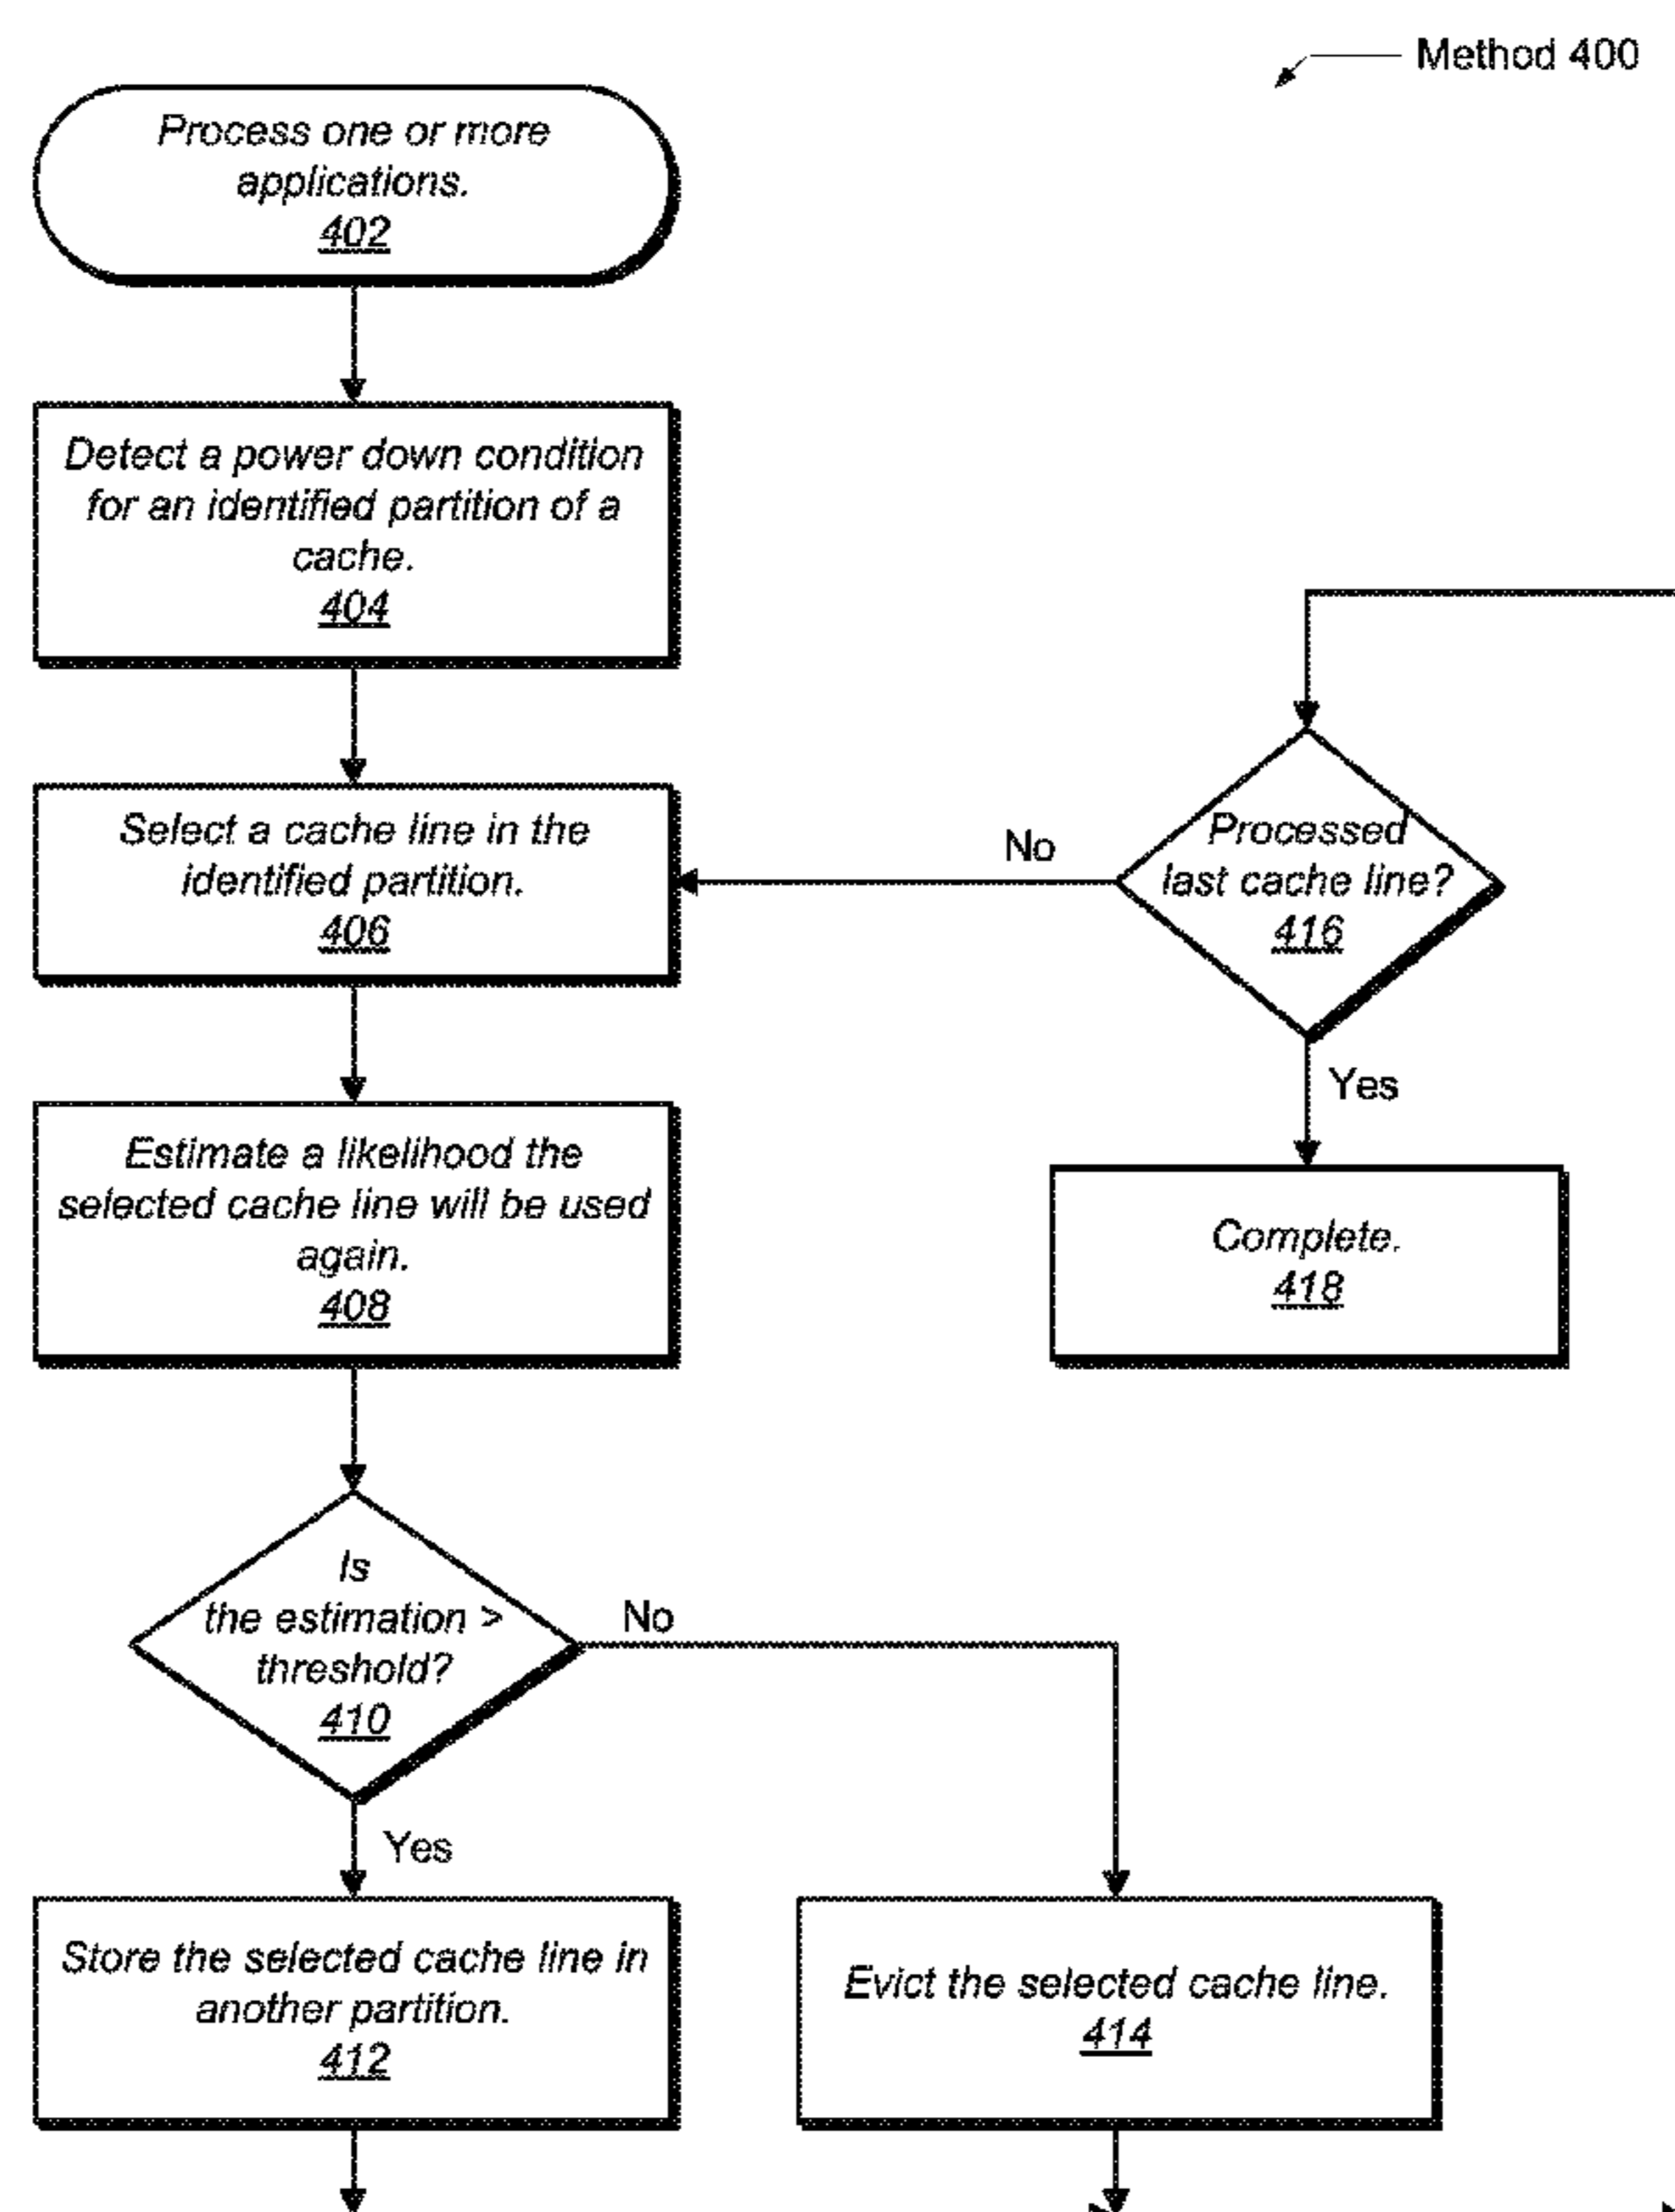 Method 400
Process one or more
applications.
402
Detect a power down condition
for an identified partition of a
cache.
404
Select a cache line in the
identified partition.
406
No
Processed
last cache line?
416
Yes
Estimate a likelihood the
selected cache line will be used
again.
408
Complete.
418
Is
the estimation >
threshold?
410
No
Yes
Store the selected cache line in
another partition.
412
Evict the selected cache line.
414